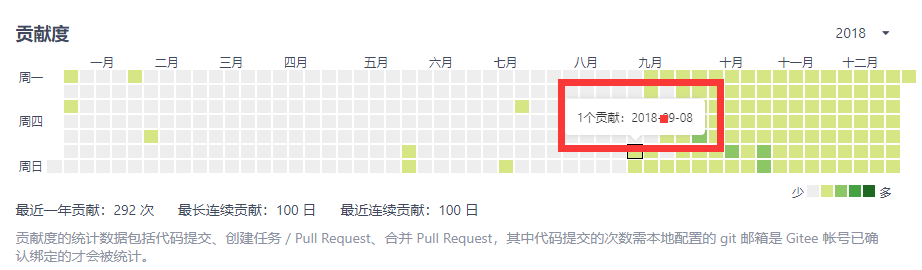 贡献度
2018
一月 二月 三月 四月 五月 六月 七月 八月 九月 十月 十一月 十二月
周一
1个贡献：2018-09-08
周四
周日
少 多
最近一年贡献：292 次 最长连续贡献：100 日 最近连续贡献：100 日
贡献度的统计数据包括代码提交、创建任务 / Pull Request、合并 Pull Request，其中代码提交的次数需本地配置的 git 邮箱是 Gitee 帐号已确
认绑定的才会被统计。